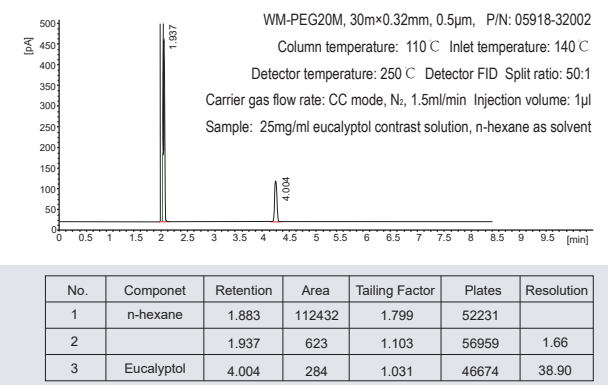 WM-PEG20M, 30m×0.32mm, 0.5μm, P/N: 05918-32002
Column temperature: 110℃ Inlet temperature: 140℃
Detector temperature: 250℃ Detector FID Split ratio: 50:1
Carrier gas flow rate: CC mode, N₂, 1.5ml/min Injection volume: 1μl
Sample: 25mg/ml eucalyptol contrast solution, n-hexane as solvent
[pA]
500
450
400
350
300
250
200
150
100
50
0
1.937
4.004
0 0.5 1 1.5 2 2.5 3 3.5 4 4.5 5 5.5 6 6.5 7 7.5 8 8.5 9 9.5 [min]
No. Componet Retention Area Tailing Factor Plates Resolution
1 n-hexane 1.883 112432 1.799 52231
2 1.937 623 1.103 56959 1.66
3 Eucalyptol 4.004 284 1.031 46674 38.90